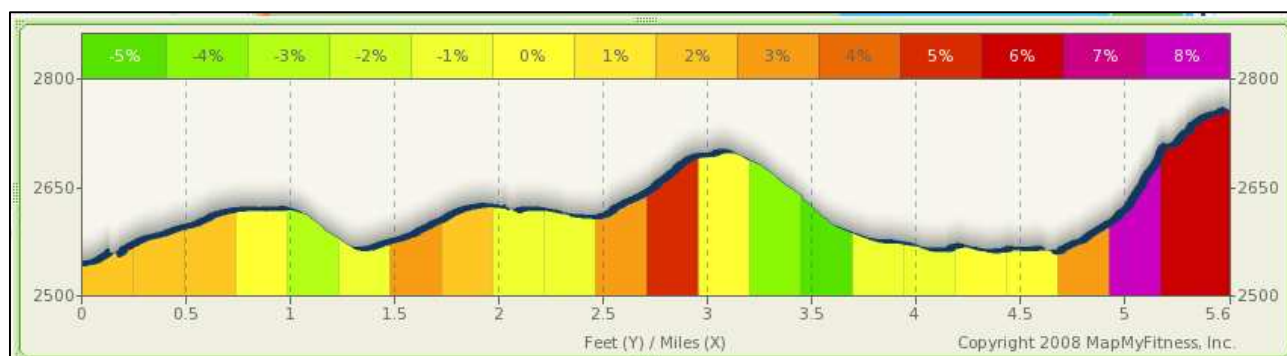 -5% -4% -3% -2% -1% 0% 1% 2% 3% 4% 5% 6% 7% 8%
2800 2800
2650 2650
2500 2500
0 0.5 1 1.5 2 2.5 3 3.5 4 4.5 5 5.6
Feet (Y) / Miles (X) Copyright 2008 MapMyFitness, Inc.